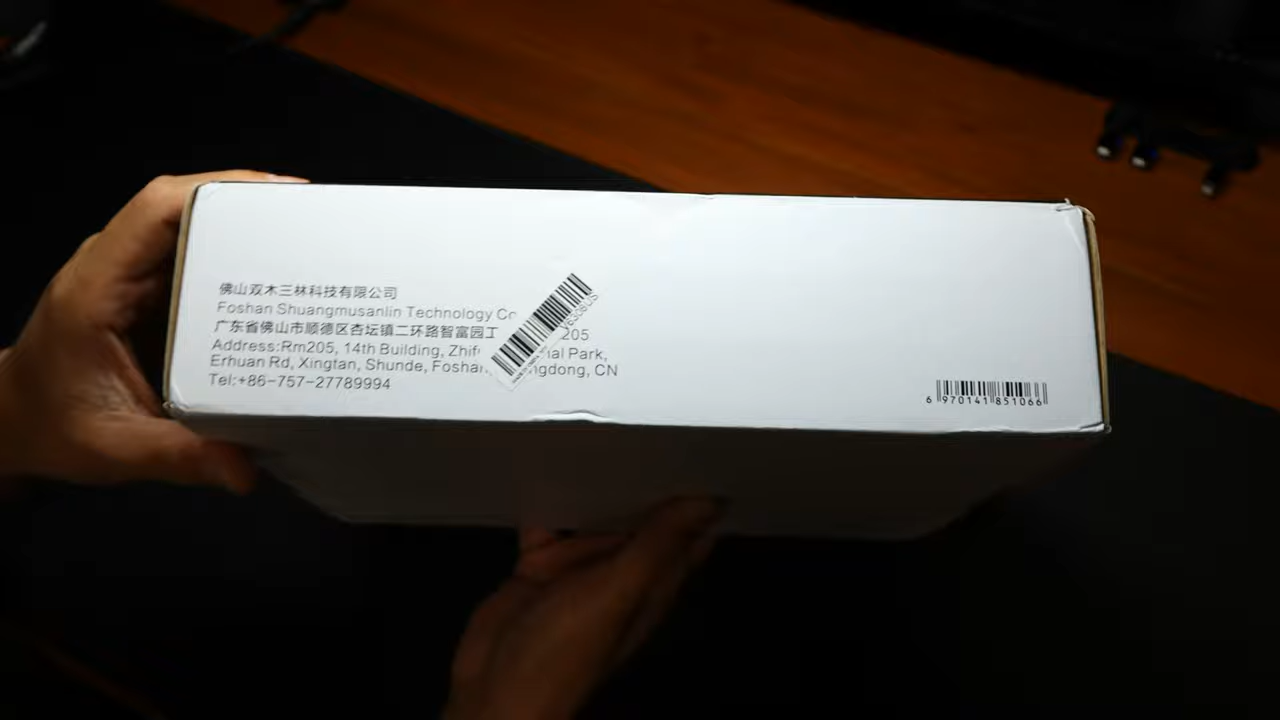 佛山双木三林科技有限公司
Foshan Shuangmusanlin Technology Co
广东省佛山市顺德区杏坛镇二环路智富园工 205
Address:Rm205, 14th Building, Zhif nal Park,
Erhuan Rd, Xingtan, Shunde, Foshan ngdong, CN
Tel:+86-757-27789994
6 970141 851066